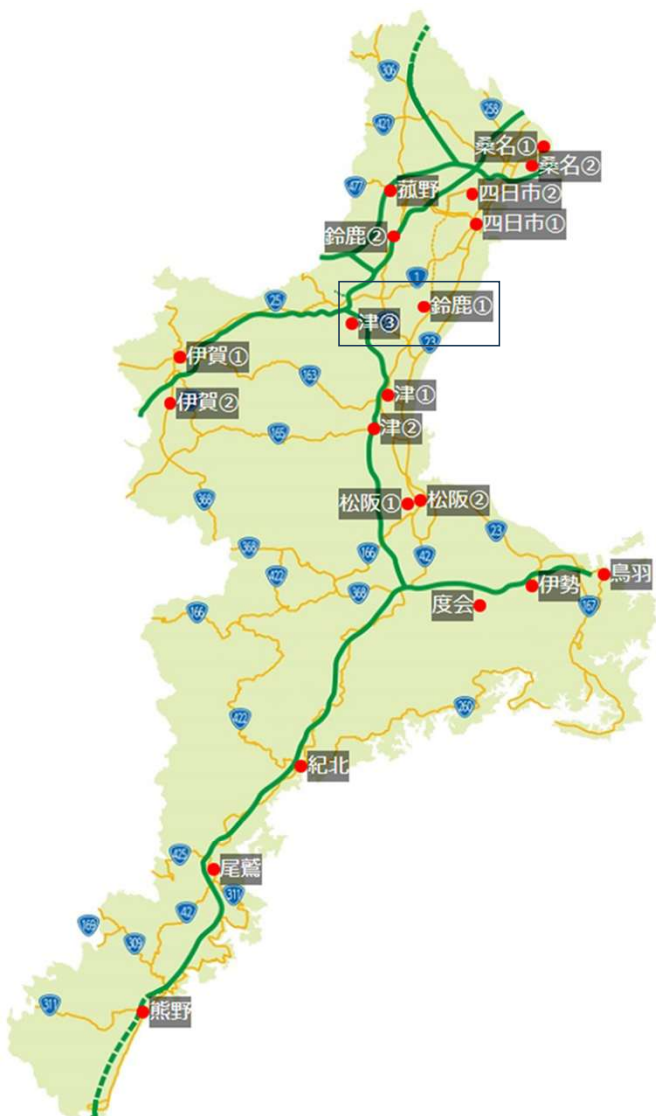 306
258
421
桑名①
桑名②
477
菰野
四日市②
四日市①
鈴鹿②
1
25
鈴鹿①
津③
23
伊賀①
163
津①
伊賀②
165
津②
368
松阪①
松阪②
23
368
166
42
422
368
伊勢
鳥羽
度会
167
166
260
422
紀北
425
尾鷲
311
42
169
309
311
熊野